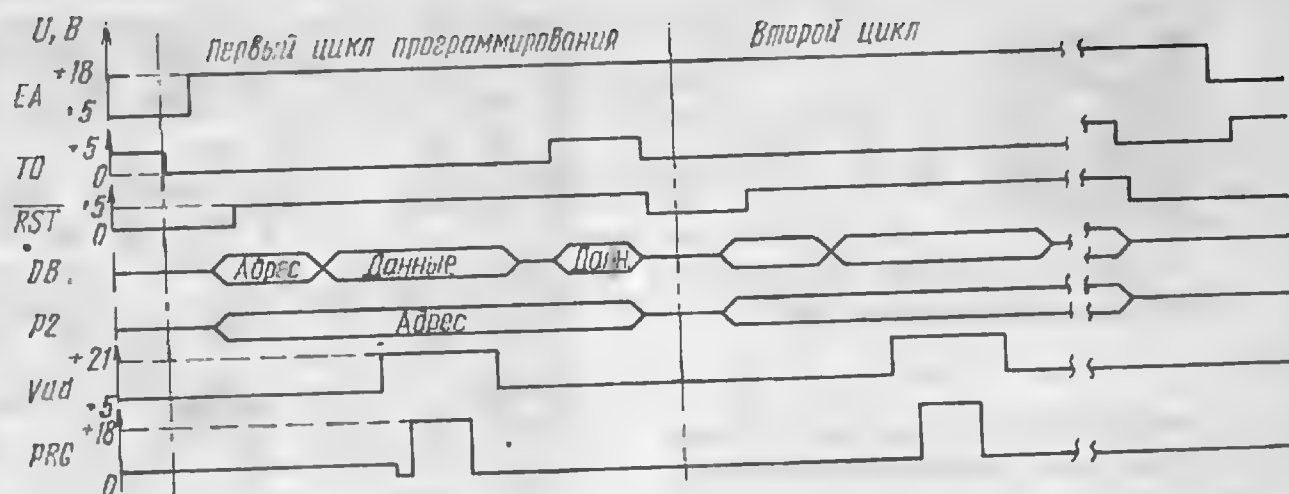 U, В
Первый цикл программирования
Второй цикл
EA
+18
+5
T0
+5
0
RST
+5
0
DB
Адрес
Данные
Данн.
P2
Адрес
Vdd
+21
+5
PRG
+18
0